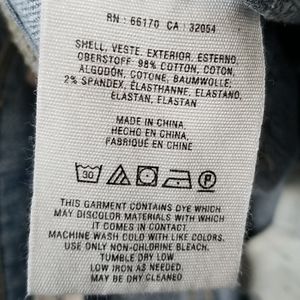 RN : 66170 CA : 32054
SHELL, VESTE, EXTERIOR, ESTERNO,
OBERSTOFF: 98% COTTON, COTON,
ALGODÓN, COTONE, BAUMWOLLE;
2% SPANDEX, ÉLASTHANNE, ELASTANO,
ELASTAN, ELASTAN
MADE IN CHINA,
HECHO EN CHINA,
FABRIQUÉ EN CHINE
30 P
THIS GARMENT CONTAINS DYE WHICH
MAY DISCOLOR MATERIALS WITH WHICH
IT COMES IN CONTACT.
MACHINE WASH COLD WITH LIKE COLORS.
USE ONLY NON-CHLORINE BLEACH.
TUMBLE DRY LOW.
LOW IRON AS NEEDED.
MAY BE DRY CLEANED.